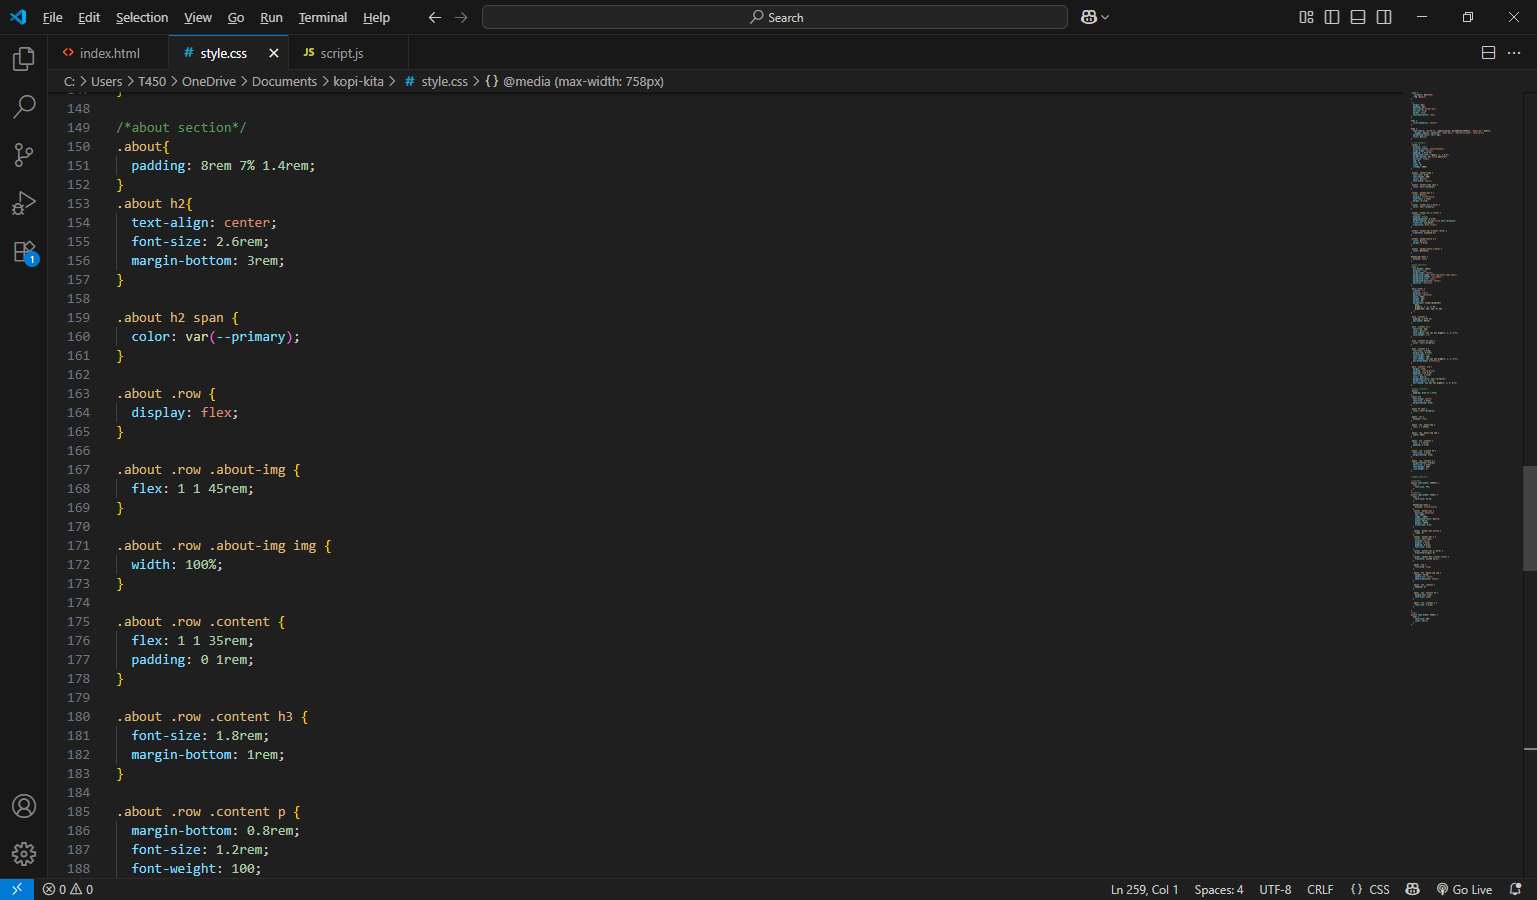 File Edit Selection View Go Run Terminal Help
Search
index.html
# style.css
JS script.js
C: > Users > T450 > OneDrive > Documents > kopi-kita > # style.css > {} @media (max-width: 758px)
148
149 /*about section*/
150 .about{
151 padding: 8rem 7% 1.4rem;
152 }
153 .about h2{
154 text-align: center;
155 font-size: 2.6rem;
156 margin-bottom: 3rem;
157 }
158
159 .about h2 span {
160 color: var(--primary);
161 }
162
163 .about .row {
164 display: flex;
165 }
166
167 .about .row .about-img {
168 flex: 1 1 45rem;
169 }
170
171 .about .row .about-img img {
172 width: 100%;
173 }
174
175 .about .row .content {
176 flex: 1 1 35rem;
177 padding: 0 1rem;
178 }
179
180 .about .row .content h3 {
181 font-size: 1.8rem;
182 margin-bottom: 1rem;
183 }
184
185 .about .row .content p {
186 margin-bottom: 0.8rem;
187 font-size: 1.2rem;
188 font-weight: 100;
1
0 0
Ln 259, Col 1 Spaces: 4 UTF-8 CRLF {} CSS Go Live